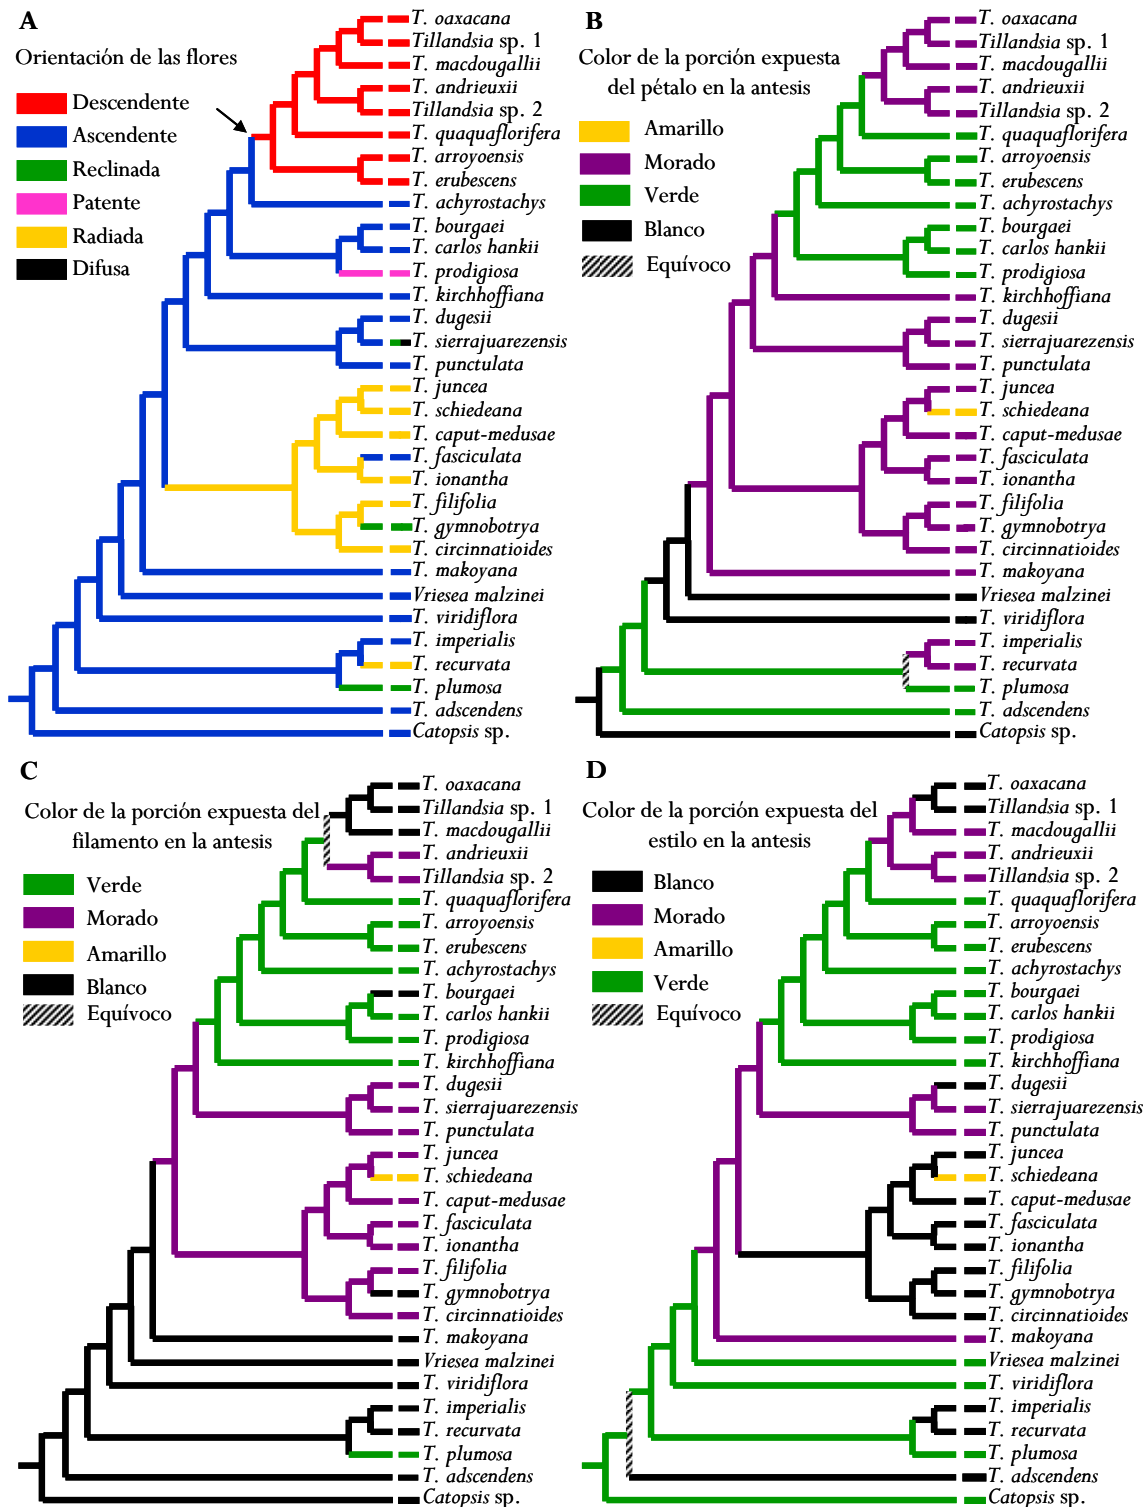 A
Orientación de las flores
Descendente
Ascendente
Reclinada
Patente
Radiada
Difusa
T. oaxacana
Tillandsia sp. 1
T. macdougallii
T. andrieuxii
Tillandsia sp. 2
T. quaquaflorifera
T. arroyoensis
T. erubescens
T. achyrostachys
T. bourgaei
T. carlos hankii
T. prodigiosa
T. kirchhoffiana
T. dugesii
T. sierrajuarezensis
T. punctulata
T. juncea
T. schiedeana
T. caput-medusae
T. fasciculata
T. ionantha
T. filifolia
T. gymnobotrya
T. circinnatioides
T. makoyana
Vriesea malzinei
T. viridiflora
T. imperialis
T. recurvata
T. plumosa
T. adscendens
Catopsis sp.
B
Color de la porción expuesta
del pétalo en la antesis
Amarillo
Morado
Verde
Blanco
Equívoco
T. oaxacana
Tillandsia sp. 1
T. macdougallii
T. andrieuxii
Tillandsia sp. 2
T. quaquaflorifera
T. arroyoensis
T. erubescens
T. achyrostachys
T. bourgaei
T. carlos hankii
T. prodigiosa
T. kirchhoffiana
T. dugesii
T. sierrajuarezensis
T. punctulata
T. juncea
T. schiedeana
T. caput-medusae
T. fasciculata
T. ionantha
T. filifolia
T. gymnobotrya
T. circinnatioides
T. makoyana
Vriesea malzinei
T. viridiflora
T. imperialis
T. recurvata
T. plumosa
T. adscendens
Catopsis sp.
C
Color de la porción expuesta del
filamento en la antesis
Verde
Morado
Amarillo
Blanco
Equívoco
T. oaxacana
Tillandsia sp. 1
T. macdougallii
T. andrieuxii
Tillandsia sp. 2
T. quaquaflorifera
T. arroyoensis
T. erubescens
T. achyrostachys
T. bourgaei
T. carlos hankii
T. prodigiosa
T. kirchhoffiana
T. dugesii
T. sierrajuarezensis
T. punctulata
T. juncea
T. schiedeana
T. caput-medusae
T. fasciculata
T. ionantha
T. filifolia
T. gymnobotrya
T. circinnatioides
T. makoyana
Vriesea malzinei
T. viridiflora
T. imperialis
T. recurvata
T. plumosa
T. adscendens
Catopsis sp.
D
Color de la porción expuesta del
estilo en la antesis
Blanco
Morado
Amarillo
Verde
Equívoco
T. oaxacana
Tillandsia sp. 1
T. macdougallii
T. andrieuxii
Tillandsia sp. 2
T. quaquaflorifera
T. arroyoensis
T. erubescens
T. achyrostachys
T. bourgaei
T. carlos hankii
T. prodigiosa
T. kirchhoffiana
T. dugesii
T. sierrajuarezensis
T. punctulata
T. juncea
T. schiedeana
T. caput-medusae
T. fasciculata
T. ionantha
T. filifolia
T. gymnobotrya
T. circinnatioides
T. makoyana
Vriesea malzinei
T. viridiflora
T. imperialis
T. recurvata
T. plumosa
T. adscendens
Catopsis sp.